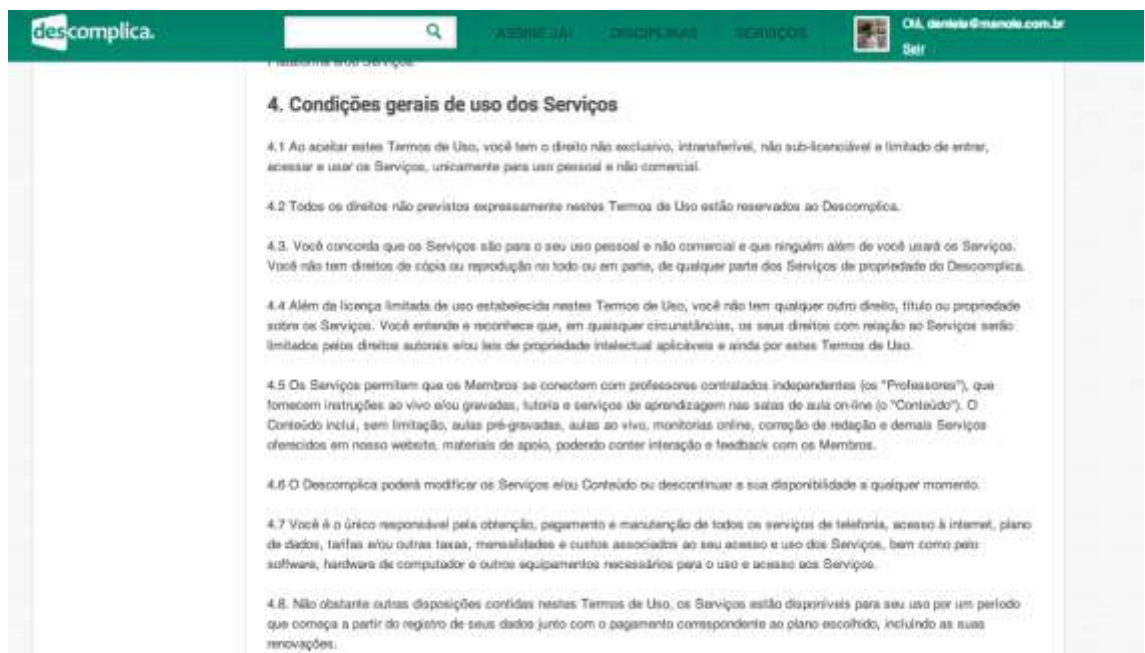 descomplica.
ASSINE JÁ! DISCIPLINAS SERVIÇOS
Olá, daniela@manole.com.br
Sair
Plataforma e/ou Serviços.
4. Condições gerais de uso dos Serviços
4.1 Ao aceitar estes Termos de Uso, você tem o direito não exclusivo, intransferível, não sub-licenciável e limitado de entrar,
acessar e usar os Serviços, unicamente para uso pessoal e não comercial.
4.2 Todos os direitos não previstos expressamente nestes Termos de Uso estão reservados ao Descomplica.
4.3. Você concorda que os Serviços são para o seu uso pessoal e não comercial e que ninguém além de você usará os Serviços.
Você não tem direitos de cópia ou reprodução no todo ou em parte, de qualquer parte dos Serviços de propriedade do Descomplica.
4.4 Além da licença limitada de uso estabelecida nestes Termos de Uso, você não tem qualquer outro direito, título ou propriedade
sobre os Serviços. Você entende e reconhece que, em quaisquer circunstâncias, os seus direitos com relação ao Serviços serão
limitados pelos direitos autorais e/ou leis de propriedade intelectual aplicáveis e ainda por estes Termos de Uso.
4.5 Os Serviços permitem que os Membros se conectem com professores contratados independentes (os "Professores"), que
fornecem instruções ao vivo e/ou gravadas, tutoria e serviços de aprendizagem nas salas de aula on-line (o "Conteúdo"). O
Conteúdo inclui, sem limitação, aulas pré-gravadas, aulas ao vivo, monitorias online, correção de redação e demais Serviços
oferecidos em nosso website, materiais de apoio, podendo conter interação e feedback com os Membros.
4.6 O Descomplica poderá modificar os Serviços e/ou Conteúdo ou descontinuar a sua disponibilidade a qualquer momento.
4.7 Você é o único responsável pela obtenção, pagamento e manutenção de todos os serviços de telefonia, acesso à internet, plano
de dados, tarifas e/ou outras taxas, mensalidades e custos associados ao seu acesso e uso dos Serviços, bem como pelo
software, hardware de computador e outros equipamentos necessários para o uso e acesso aos Serviços.
4.8. Não obstante outras disposições contidas nestes Termos de Uso, os Serviços estão disponíveis para seu uso por um período
que começa a partir do registro de seus dados junto com o pagamento correspondente ao plano escolhido, incluindo as suas
renovações.